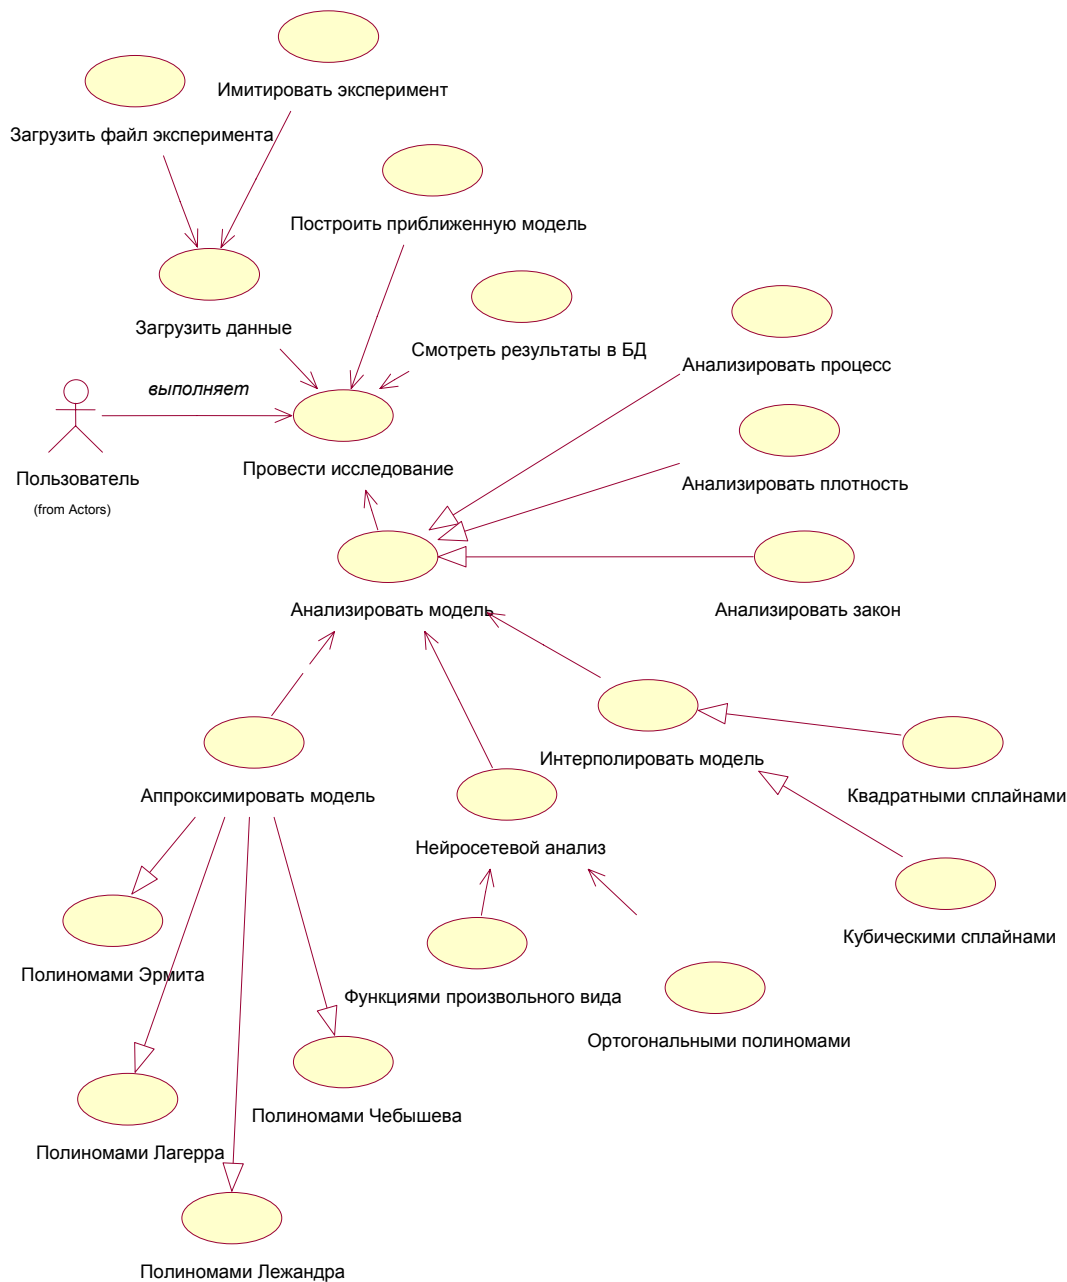 Имитировать эксперимент
Загрузить файл эксперимента
Построить приближенную модель
Загрузить данные
Смотреть результаты в БД
Анализировать процесс
выполняет
Провести исследование
Пользователь
(from Actors)
Анализировать плотность
Анализировать модель
Анализировать закон
Интерполировать модель
Аппроксимировать модель
Квадратными сплайнами
Нейросетевой анализ
Кубическими сплайнами
Полиномами Эрмита
Функциями произвольного вида
Ортогональными полиномами
Полиномами Чебышева
Полиномами Лагерра
Полиномами Лежандра